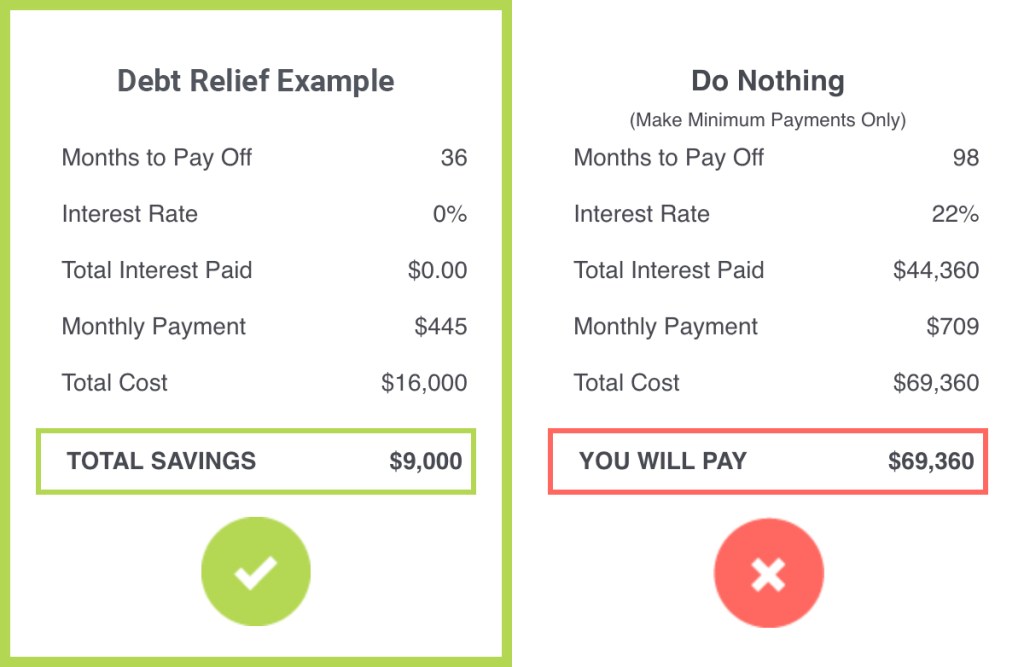 Debt Relief Example
Months to Pay Off 36
Interest Rate 0%
Total Interest Paid $0.00
Monthly Payment $445
Total Cost $16,000
TOTAL SAVINGS $9,000
Do Nothing
(Make Minimum Payments Only)
Months to Pay Off 98
Interest Rate 22%
Total Interest Paid $44,360
Monthly Payment $709
Total Cost $69,360
YOU WILL PAY $69,360